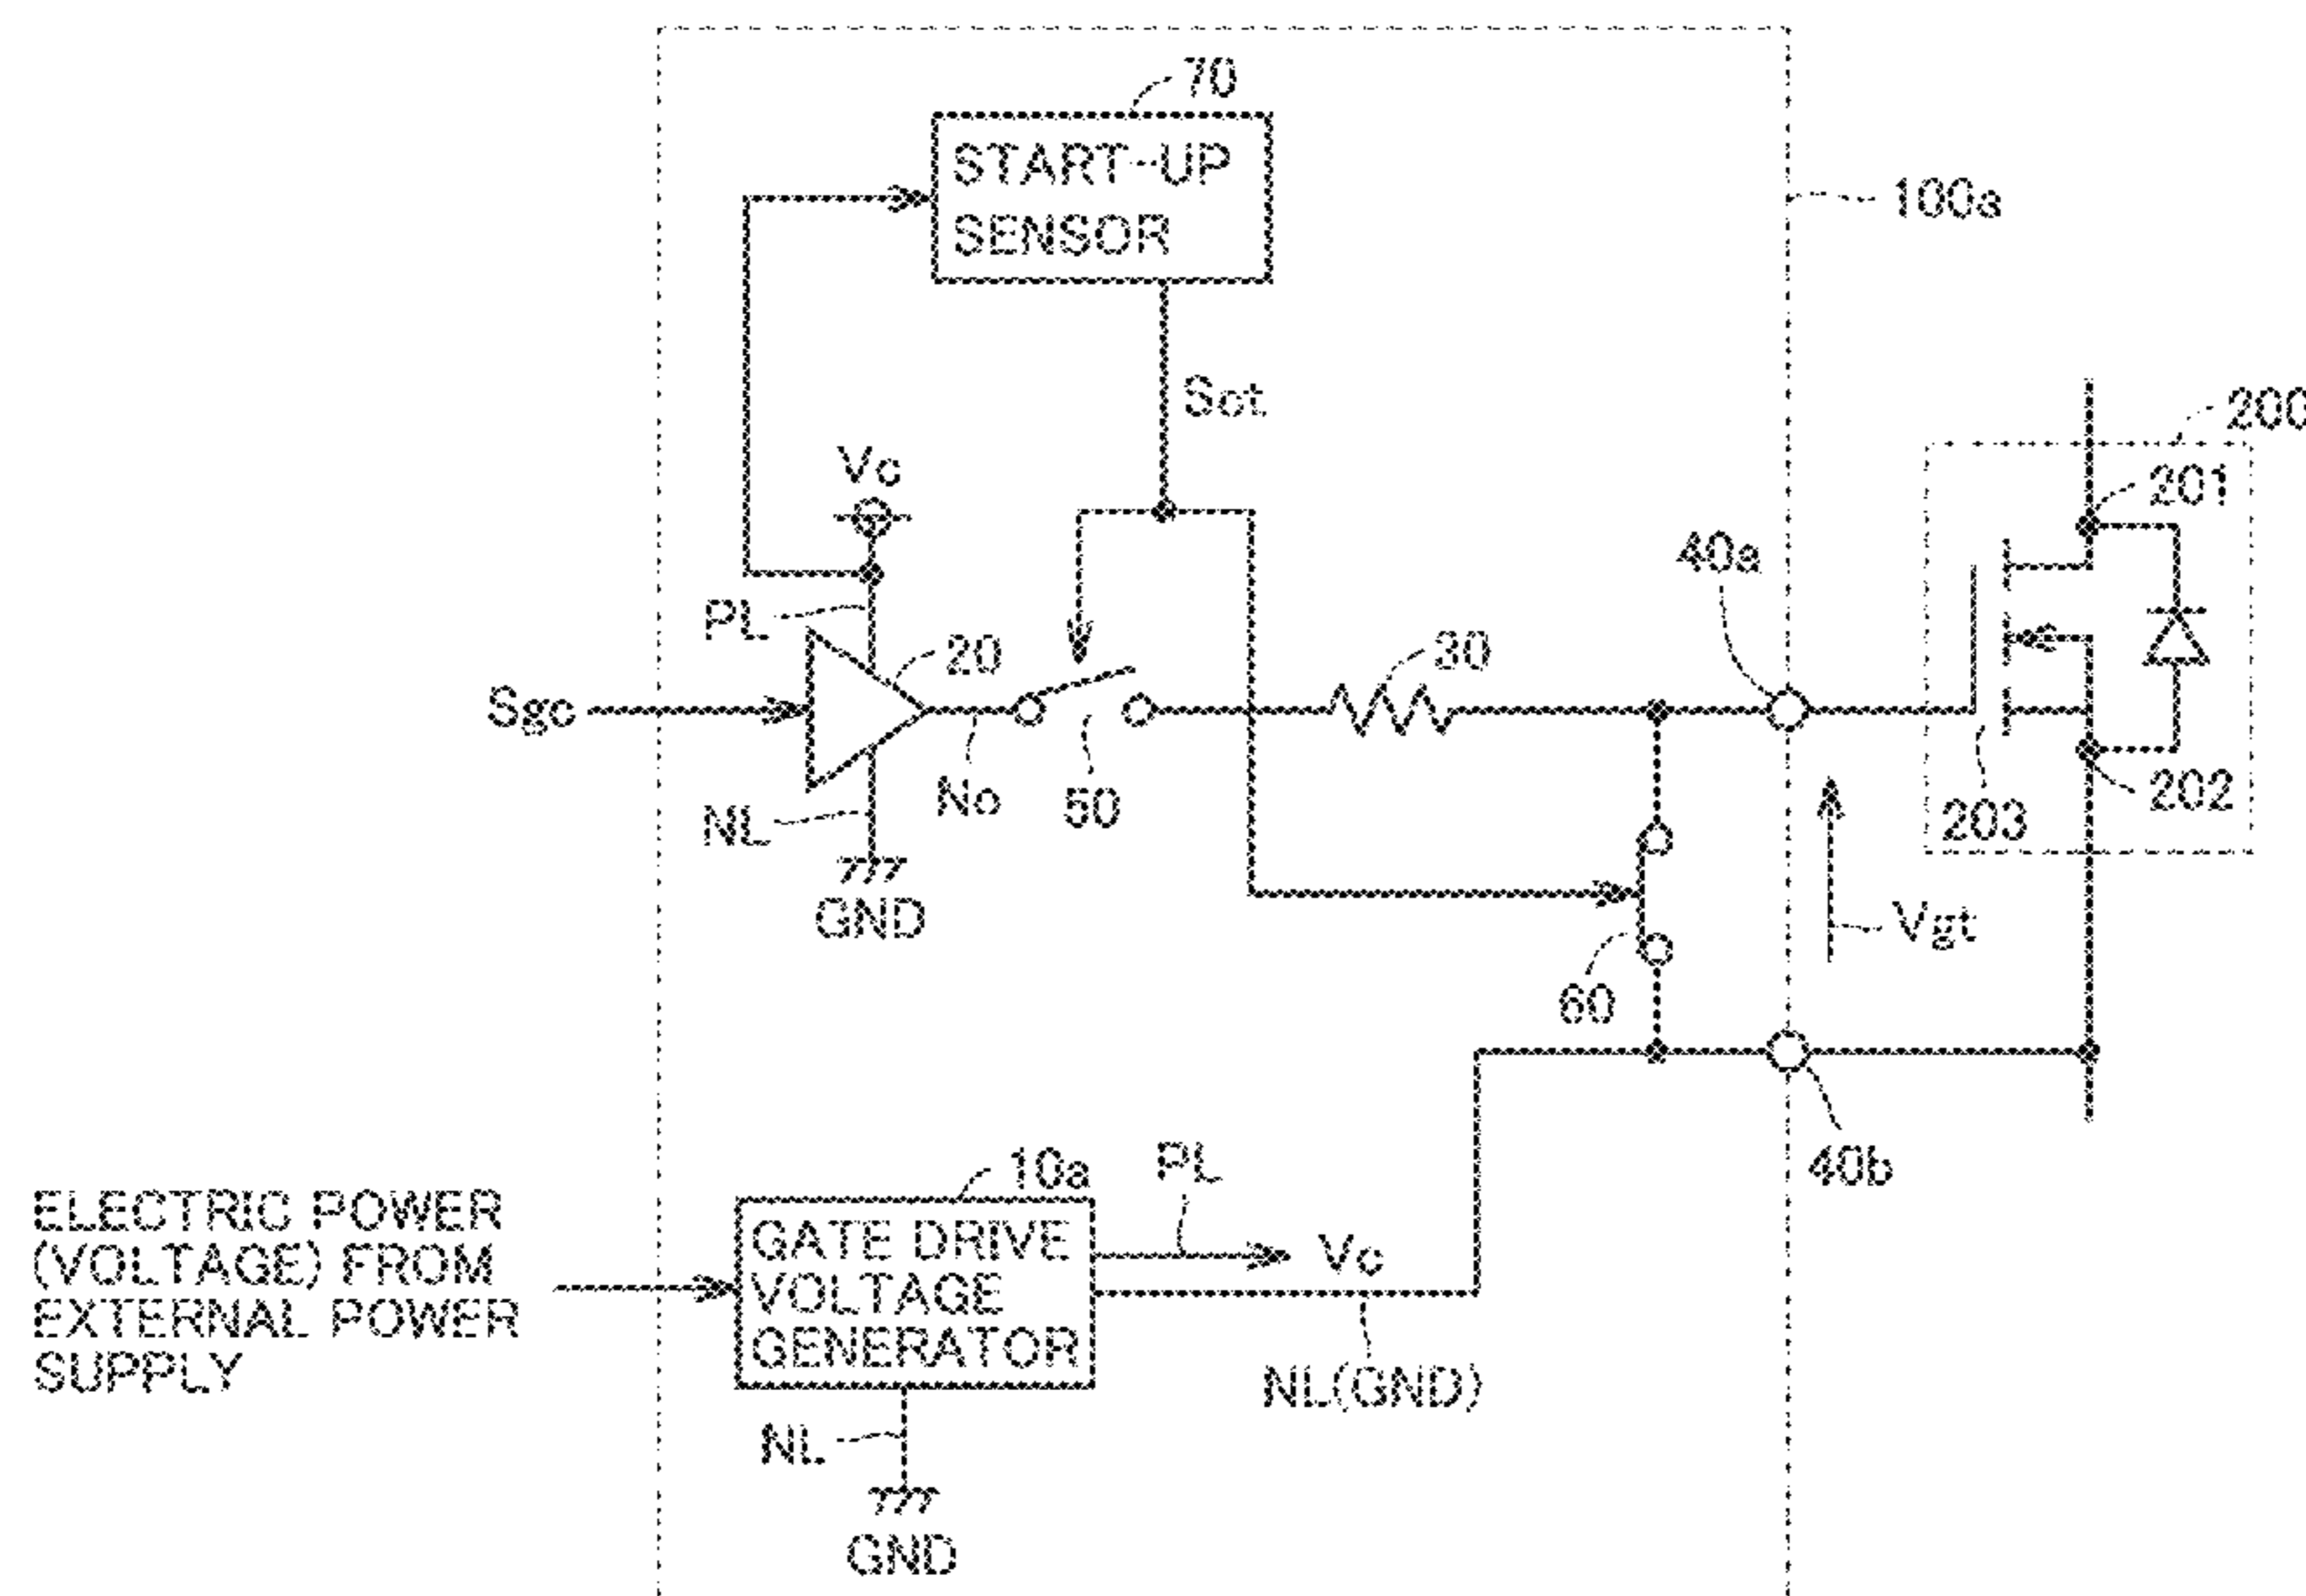 70
START-UP
SENSOR
100a
Sct
200
Vc
201
40a
PL
20
30
Sgc
No
50
203
202
NL
GND
Vgt
60
10a
PL
40b
ELECTRIC POWER
(VOLTAGE) FROM
EXTERNAL POWER
SUPPLY
GATE DRIVE
VOLTAGE
GENERATOR
Vc
NL(GND)
NL
GND